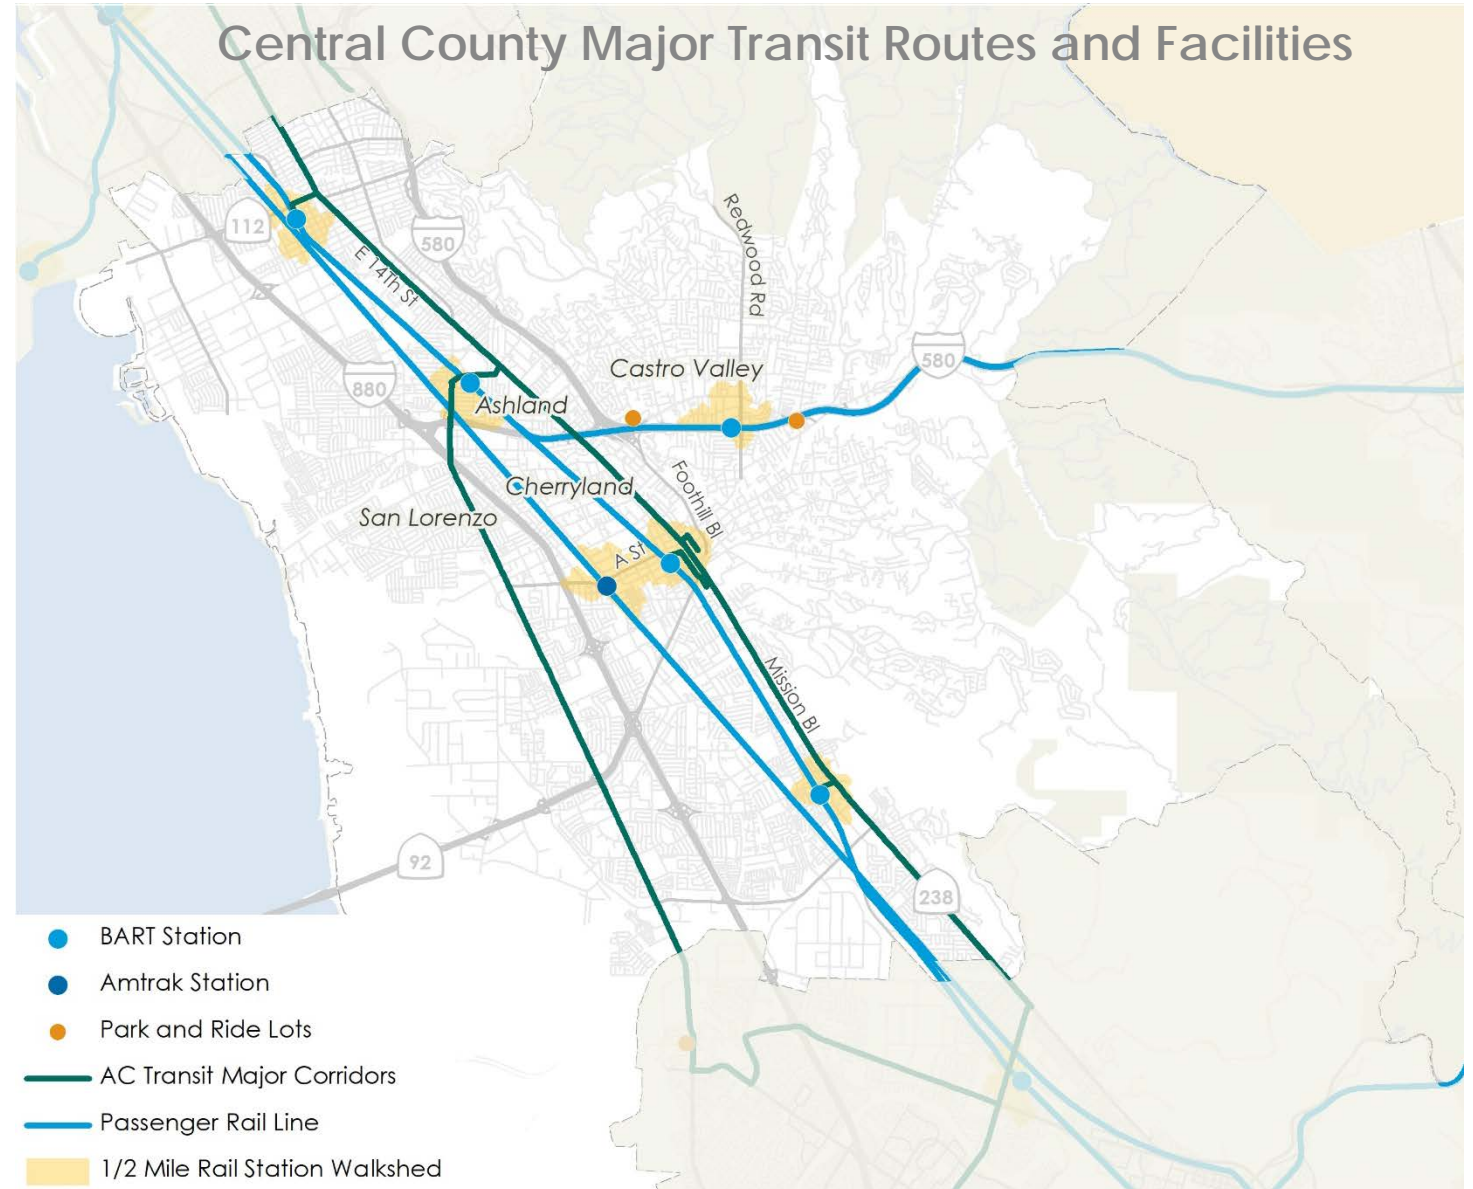 Central County Major Transit Routes and Facilities
112
580
E 14Th St
Redwood Rd
580
Castro Valley
880
Ashland
Cherryland
Foothill Bl
San Lorenzo
A St
Mission Bl
92
238
BART Station
Amtrak Station
Park and Ride Lots
AC Transit Major Corridors
Passenger Rail Line
1/2 Mile Rail Station Walkshed